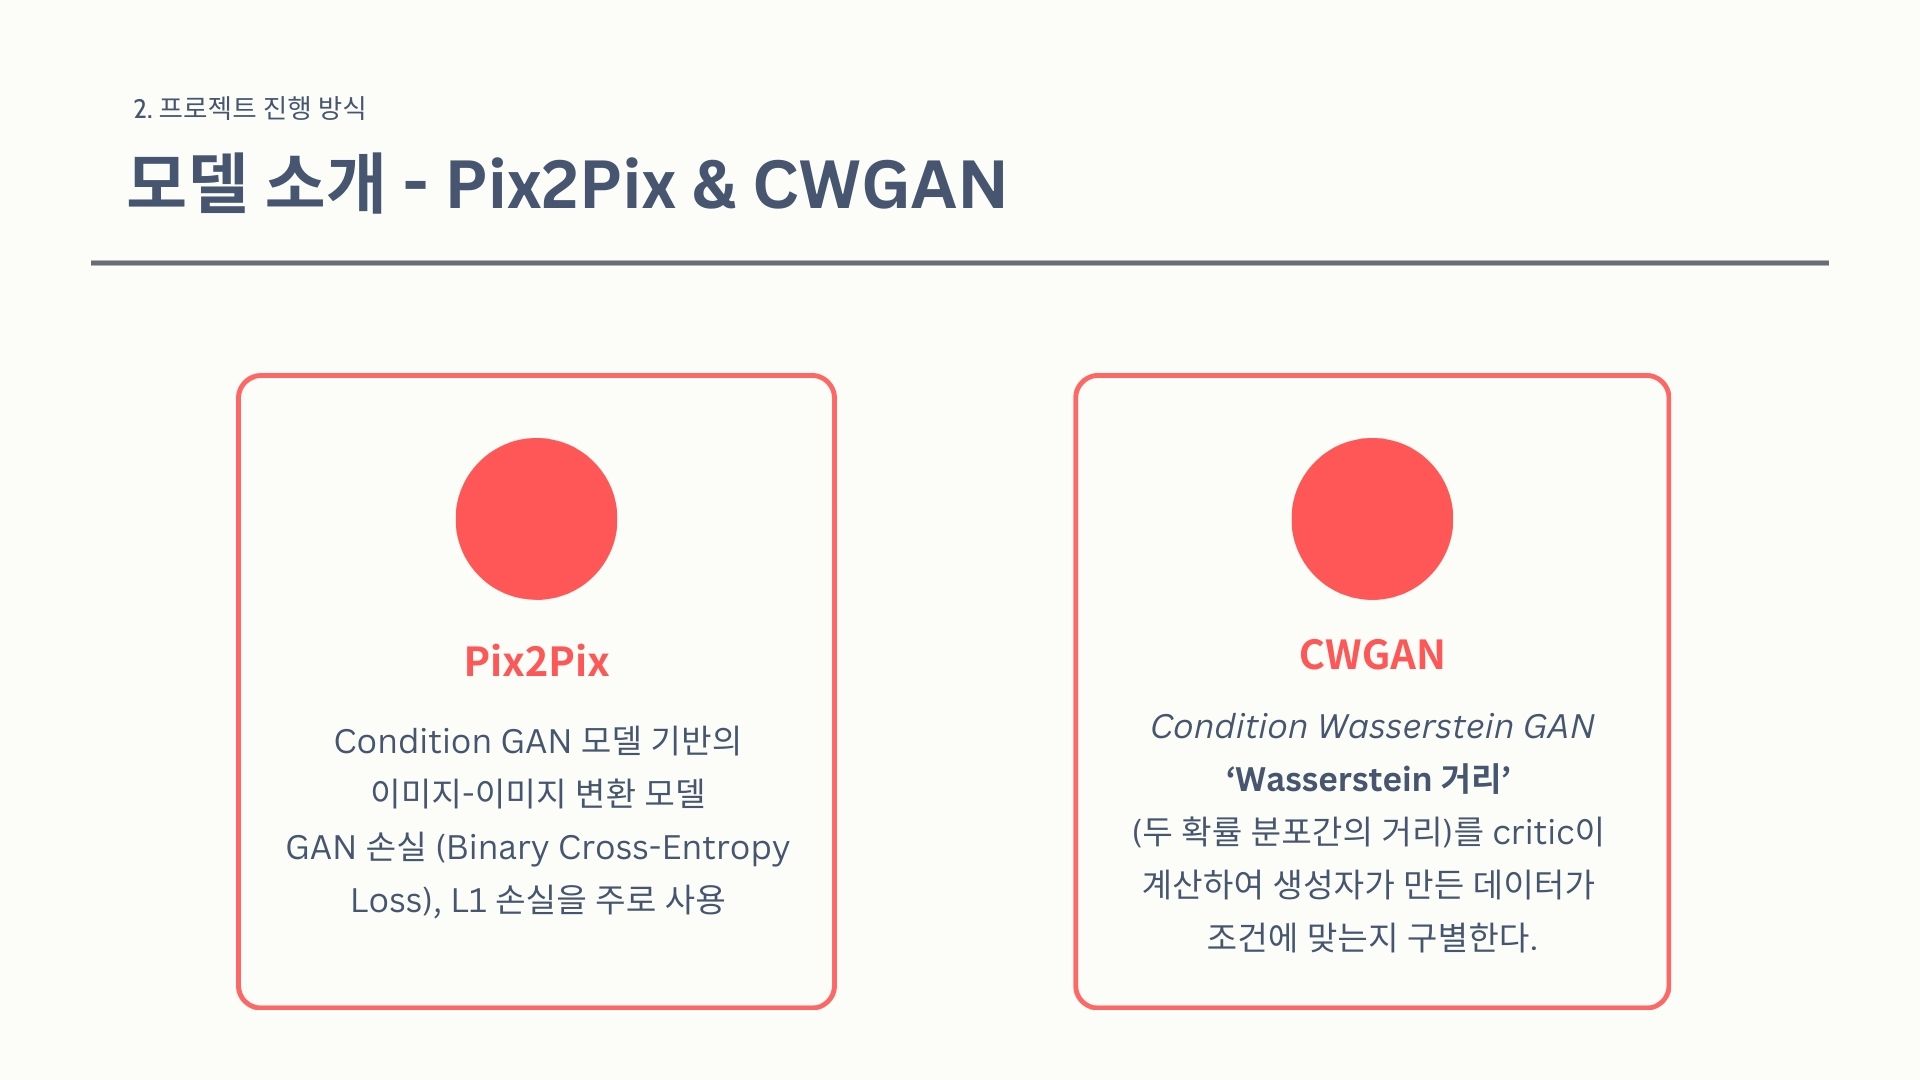 2. 프로젝트 진행 방식
모델 소개 - Pix2Pix & CWGAN
Pix2Pix
Condition GAN 모델 기반의
이미지-이미지 변환 모델
GAN 손실 (Binary Cross-Entropy
Loss), L1 손실을 주로 사용
CWGAN
Condition Wasserstein GAN
‘Wasserstein 거리’
(두 확률 분포간의 거리)를 critic이
계산하여 생성자가 만든 데이터가
조건에 맞는지 구별한다.